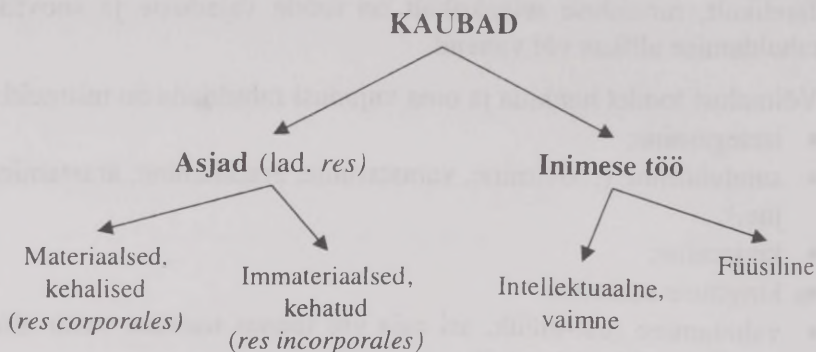 KAUBAD
Asjad (lad. res)
Inimese töö
Materiaalsed,
kehalised
(res corporales)
Immateriaalsed,
kehatud
(res incorporales)
Intellektuaalne,
vaimne
Füüsiline